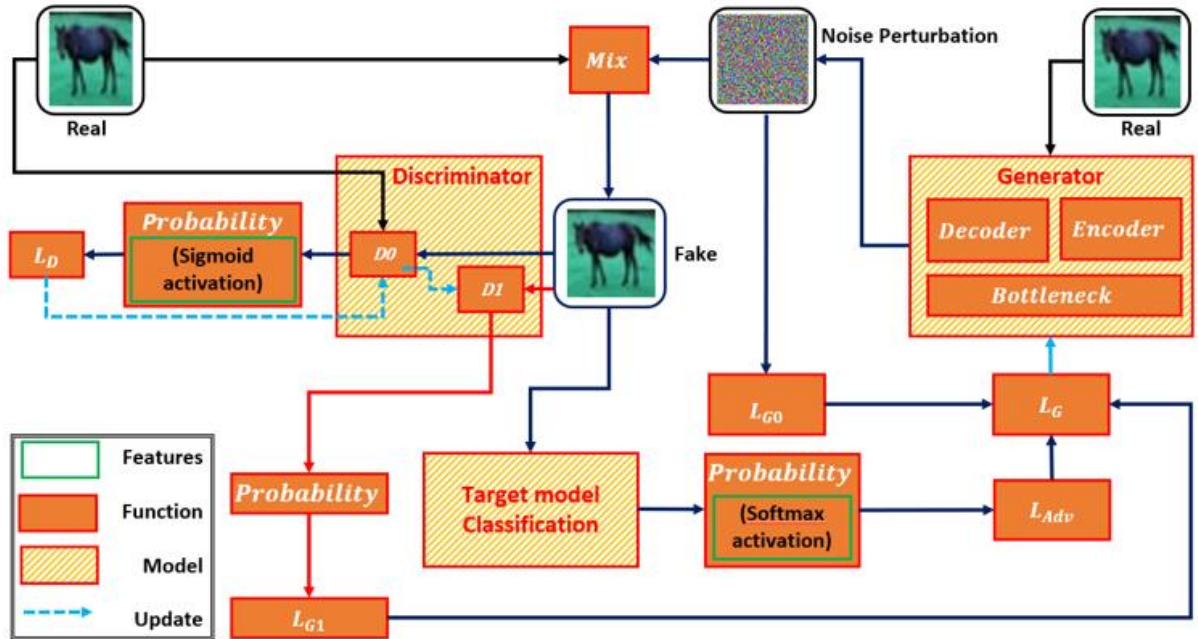 Noise Perturbation
Mix
Real
Real
Discriminator
Generator
Probability
(Sigmoid
activation)
L_D
D0
D1
Fake
Decoder
Encoder
Bottleneck
L_G0
L_G
Features
Function
Model
Update
Probability
Target model
Classification
Probability
(Softmax
activation)
L_Adv
L_G1